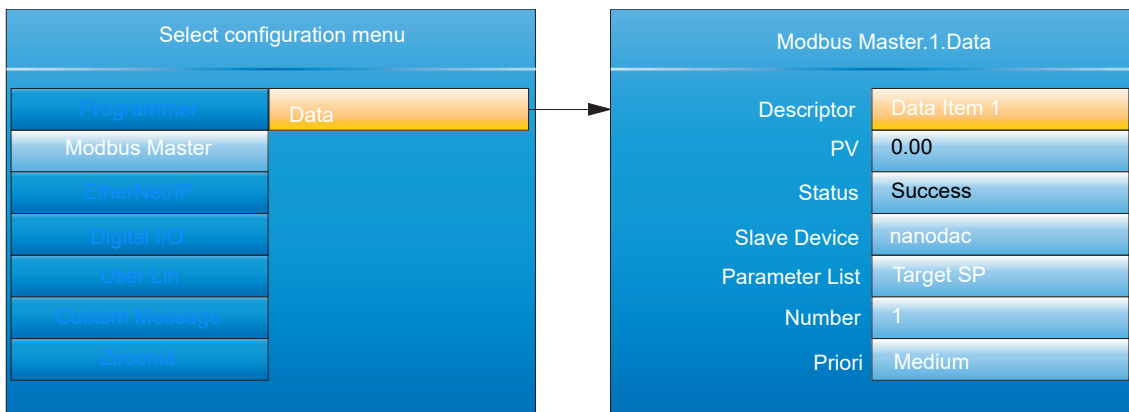 Select configuration menu
Programmer
Data
Modbus Master
EtherNet/IP
Digital I/O
User Lin
Custom Message
Zirconia
Modbus Master.1.Data
Descriptor Data Item 1
PV 0.00
Status Success
Slave Device nanodac
Parameter List Target SP
Number 1
Priori Medium